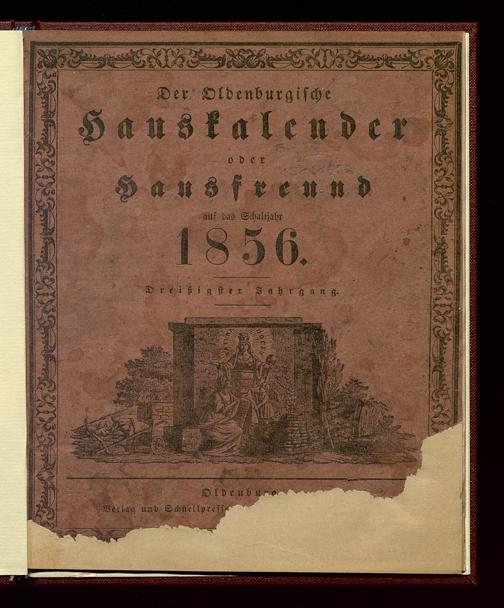 Der Oldenburgische
Hauskalender
oder
Hausfreund
auf das Schaltjahr
1856.
Dreißigster Jahrgang.
Oldenburg
Verlag und Schnellpress